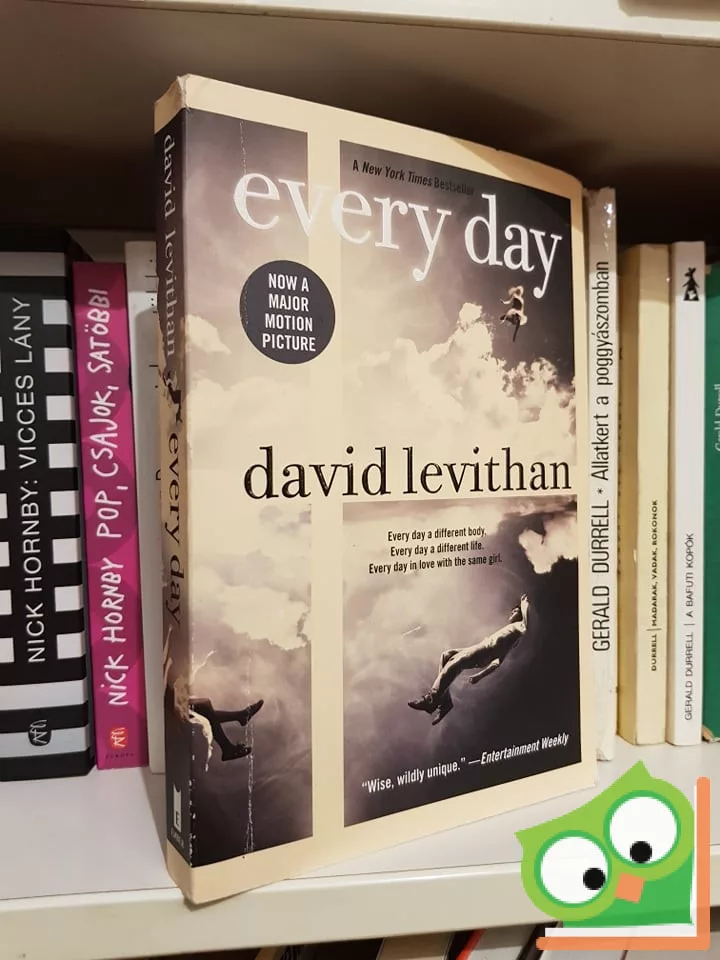 A New York Times Bestseller
every day
NOW A
MAJOR
MOTION
PICTURE
david levithan
Every day a different body.
Every day a different life.
Every day in love with the same girl.
“Wise, wildly unique.” —Entertainment Weekly
david levithan
every day
NICK HORNBY: VICCES LÁNY
NICK HORNBY POP, CSAJOK, SATÖBBI
EURÓPA
GERALD DURRELL * Állatkert a poggyászomban
DURRELL | MADARAK, VADAK, ROKONOK
GERALD DURRELL | A BAFUTI KOPÓK
Gerald Durrell